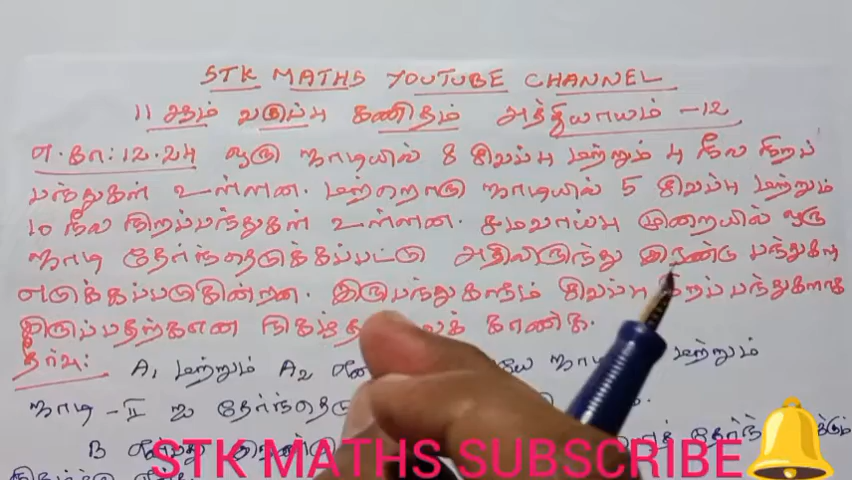 STK MATHS YOUTUBE CHANNEL
11 ஆம் வகுப்பு கணிதம் அத்தியாயம் -12
எ.கா: 12.24 ஒரு ஜாடியில் 8 சிவப்பு மற்றும் 4 நீல நிறப்
பந்துகள் உள்ளன. மற்றொரு ஜாடியில் 5 சிவப்பு மற்றும்
10 நீல நிறப்பந்துகள் உள்ளன. சமவாய்ப்பு முறையில் ஒரு
ஜாடி தேர்ந்தெடுக்கப்பட்டு அதிலிருந்து இரண்டு பந்துகள்
எடுக்கப்படுகின்றன. இருபந்துகளும் சிவப்பு நிறப் பந்துகளாக
இருப்பதற்கான காண்க.
தீர்வு: A1 மற்றும் A2 மற்றும்
ஜாடி -II ஐ
B
STK MATHS SUBSCRIBE